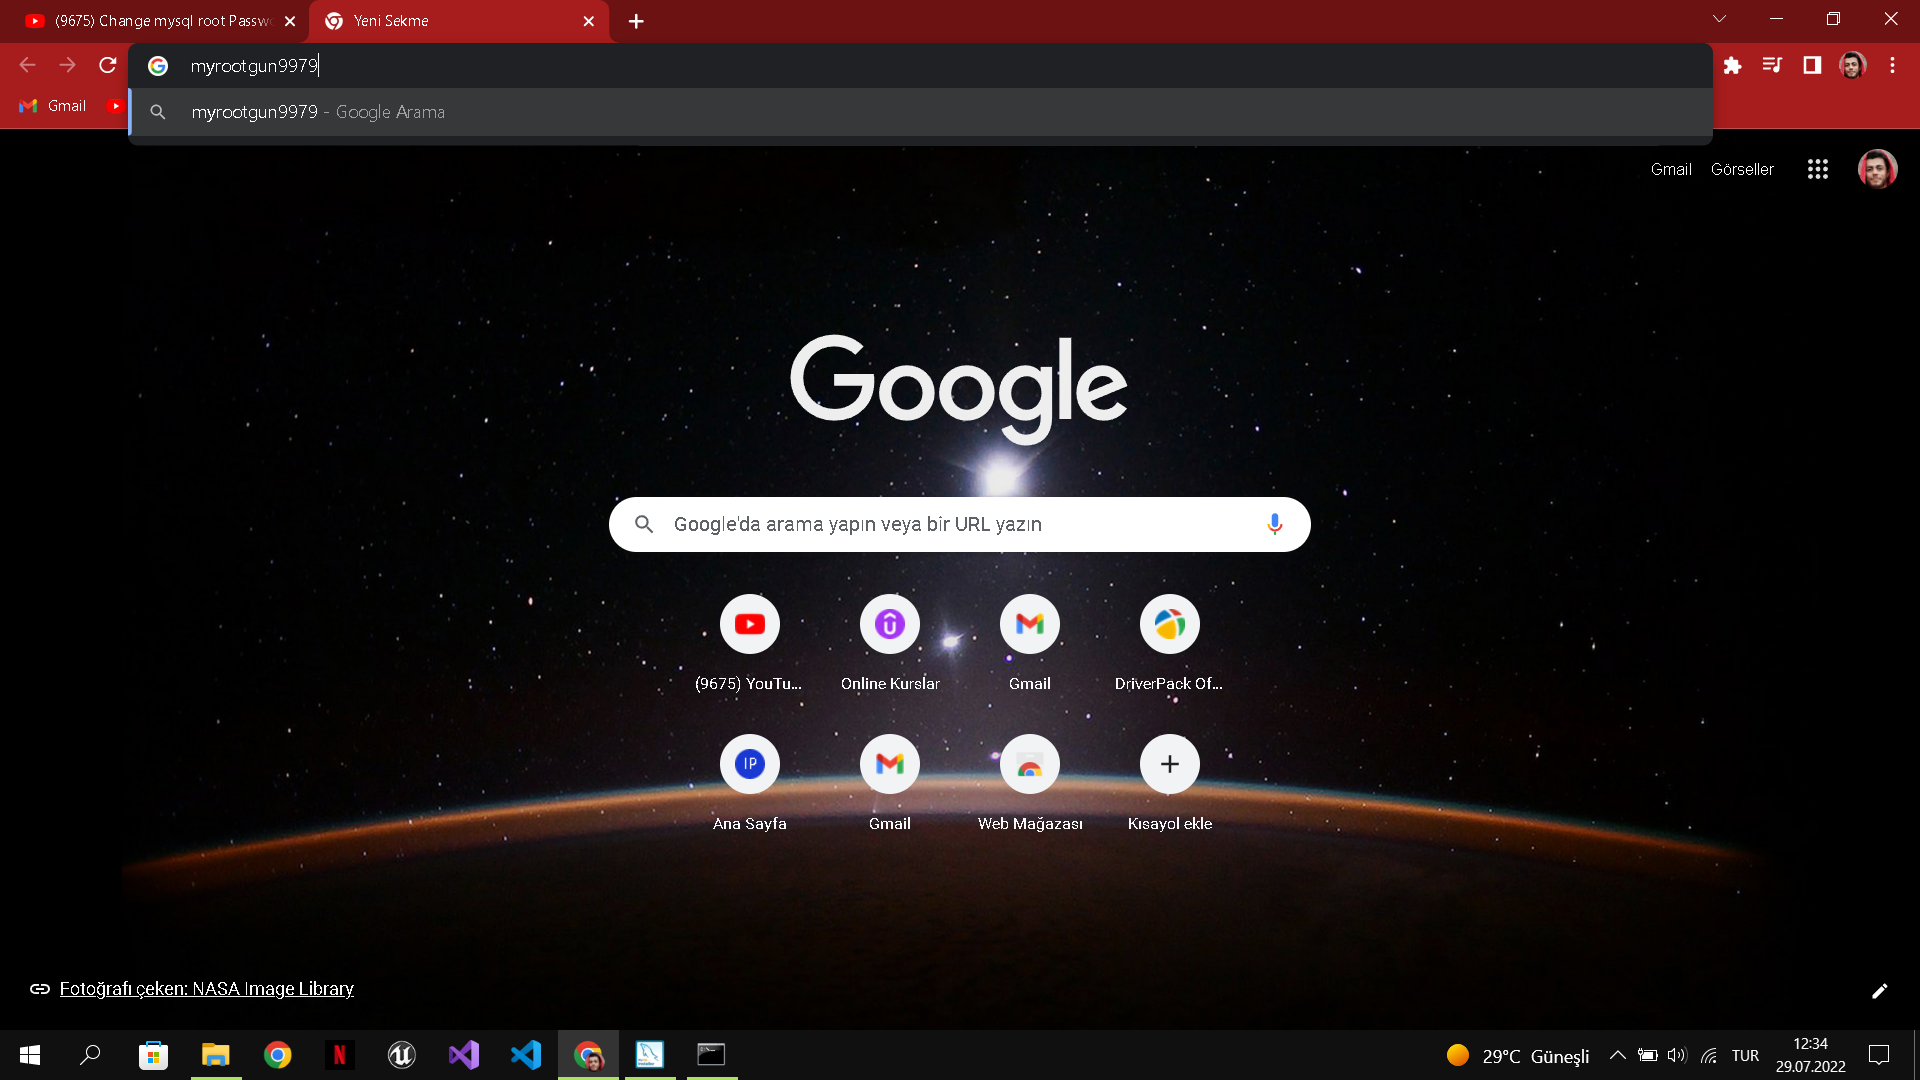 (9675) Change mysql root Passw
Yeni Sekme
myrootgun9979
Gmail
myrootgun9979 - Google Arama
Gmail Görseller
Google
Google'da arama yapın veya bir URL yazın
(9675) YouTu...
Online Kurslar
Gmail
DriverPack Of...
IP
Ana Sayfa
Gmail
Web Mağazası
Kısayol ekle
Fotoğrafı çeken: NASA Image Library
29°C Güneşli
TUR
12:34
29.07.2022